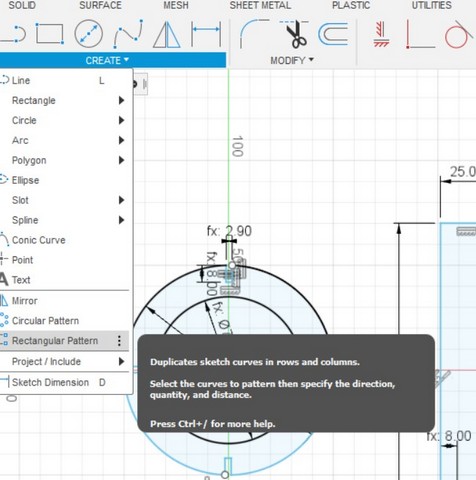 SOLID SURFACE MESH SHEET METAL PLASTIC UTILITIES
CREATE MODIFY
Line L
Rectangle
Circle
Arc
Polygon
Ellipse
Slot
Spline
Conic Curve
Point
Text
Mirror
Circular Pattern
Rectangular Pattern
Project / Include
Sketch Dimension D
Duplicates sketch curves in rows and columns.
Select the curves to pattern then specify the direction,
quantity, and distance.
Press Ctrl+/ for more help.
100
25.0
fx: 2.90
50
fx: 8.00
fx:
fx: 8.00